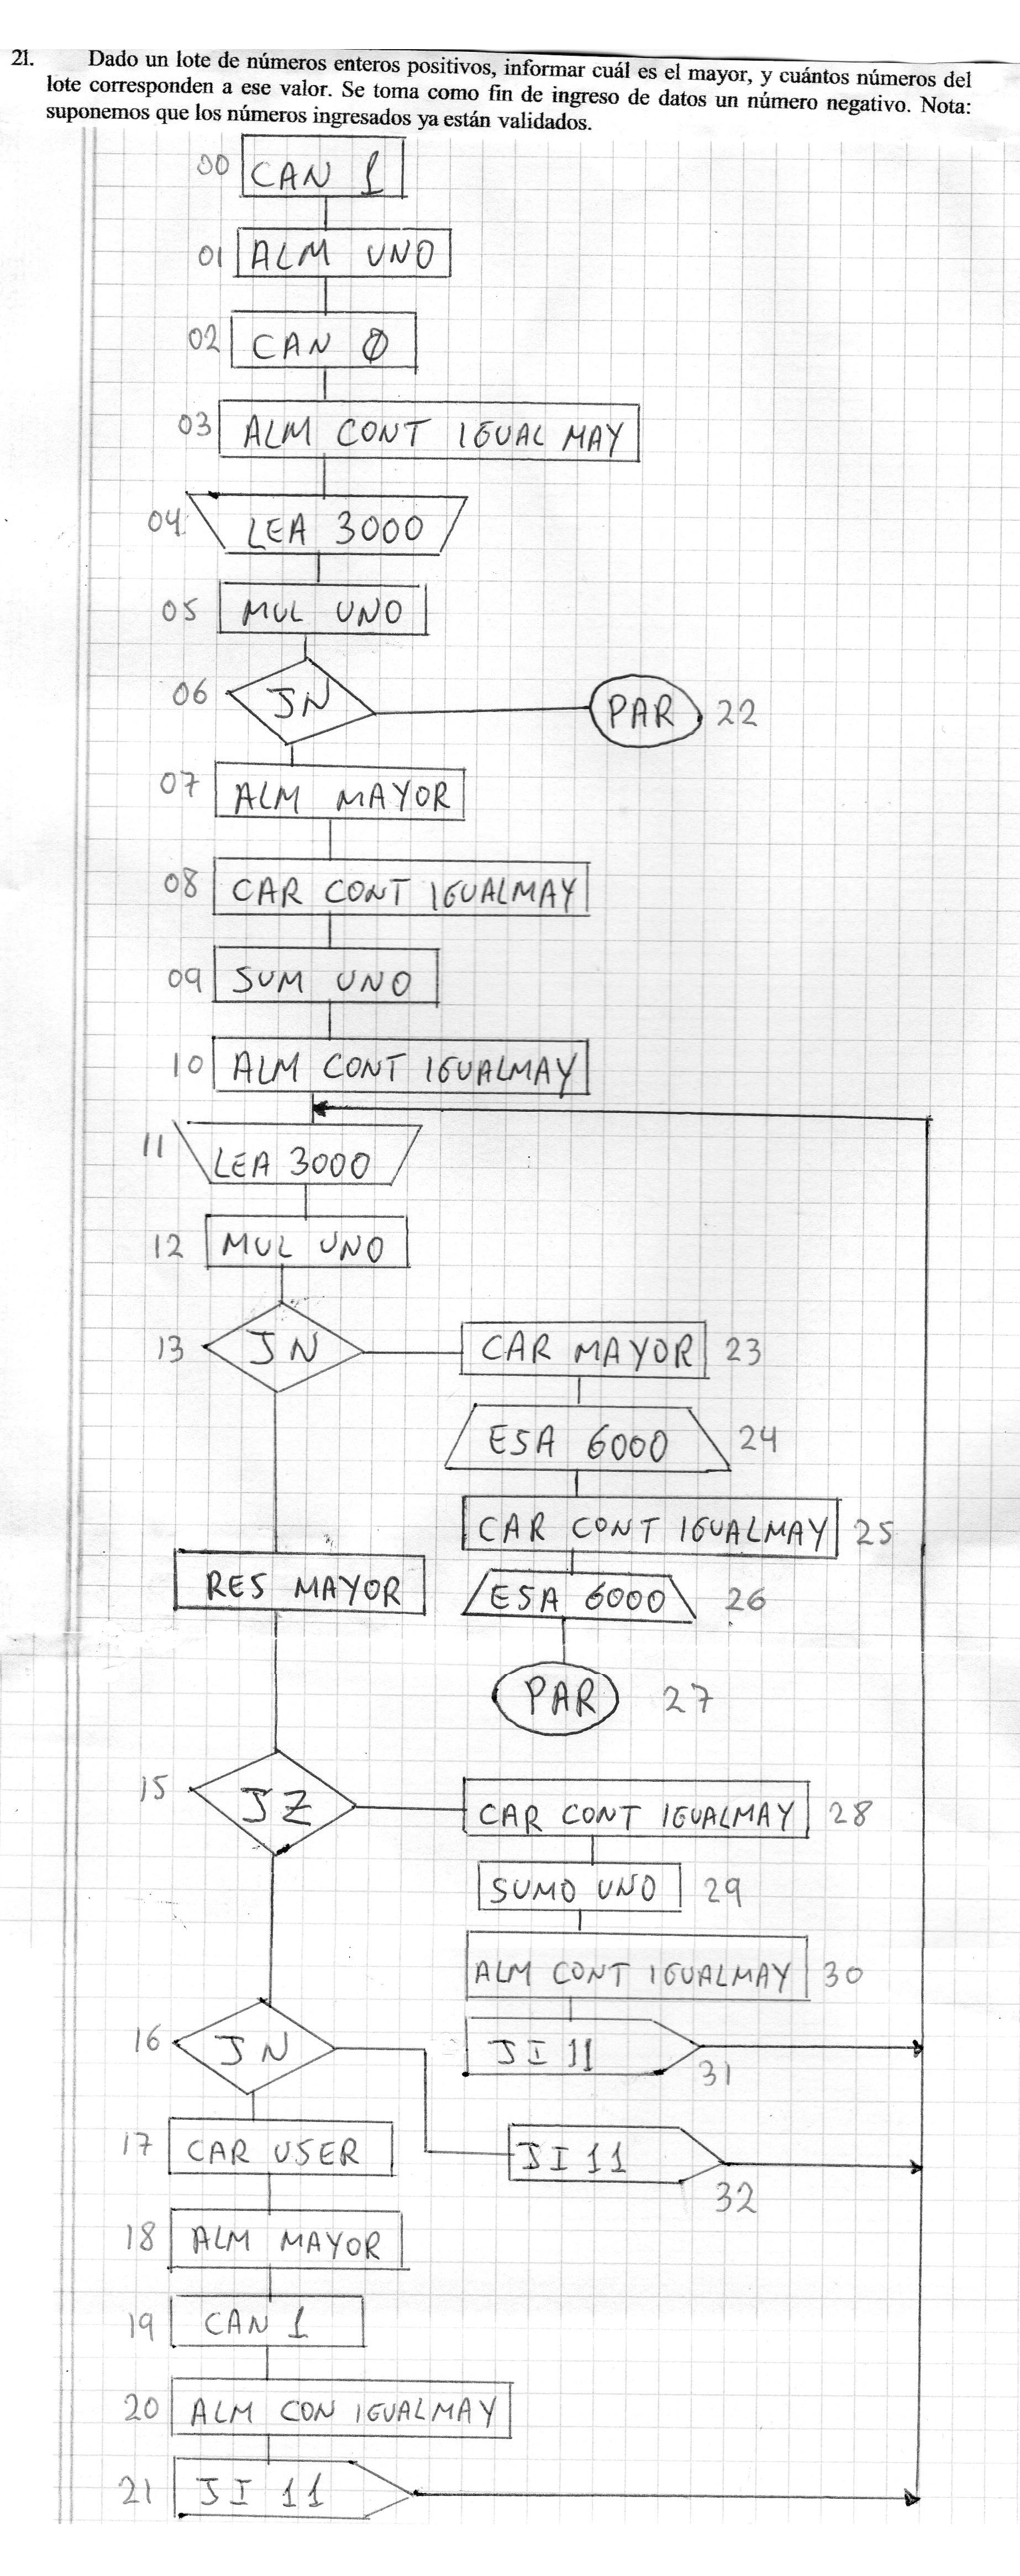 21. Dado un lote de números enteros positivos, informar cuál es el mayor, y cuántos números del
lote corresponden a ese valor. Se toma como fin de ingreso de datos un número negativo. Nota:
suponemos que los números ingresados ya están validados.
00 CAN 1
01 ALM UNO
02 CAN 0
03 ALM CONT IGUAL MAY
04 LEA 3000
05 MUL UNO
06 JN PAR 22
07 ALM MAYOR
08 CAR CONT IGUALMAY
09 SUM UNO
10 ALM CONT IGUALMAY
11 LEA 3000
12 MUL UNO
13 JN CAR MAYOR 23
ESA 6000 24
CAR CONT IGUALMAY 25
RES MAYOR ESA 6000 26
PAR 27
15 JZ CAR CONT IGUALMAY 28
SUMO UNO 29
ALM CONT IGUALMAY 30
16 JN JI 11 31
17 CAR USER JI 11 32
18 ALM MAYOR
19 CAN 1
20 ALM CON IGUALMAY
21 JI 11